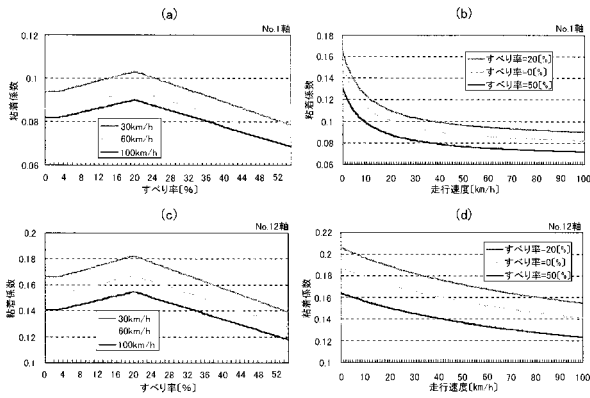 (a)
No.1軸
0.12
0.1
0.08
0.06
粘着係数
30km/h
60km/h
100km/h
0 4 8 12 16 20 24 28 32 36 40 44 48 52
すべり率[%]
(b)
No.1軸
0.18
0.16
0.14
0.12
0.1
0.08
0.06
粘着係数
すべり率=20[%]
すべり率=0[%]
すべり率=50[%]
0 10 20 30 40 50 60 70 80 90 100
走行速度[km/h]
(c)
No.12軸
0.2
0.18
0.16
0.14
0.12
0.1
粘着係数
30km/h
60km/h
100km/h
0 4 8 12 16 20 24 28 32 36 40 44 48 52
すべり率[%]
(d)
No.12軸
0.22
0.2
0.18
0.16
0.14
0.12
0.1
粘着係数
すべり率=20[%]
すべり率=0[%]
すべり率=50[%]
0 10 20 30 40 50 60 70 80 90 100
走行速度[km/h]